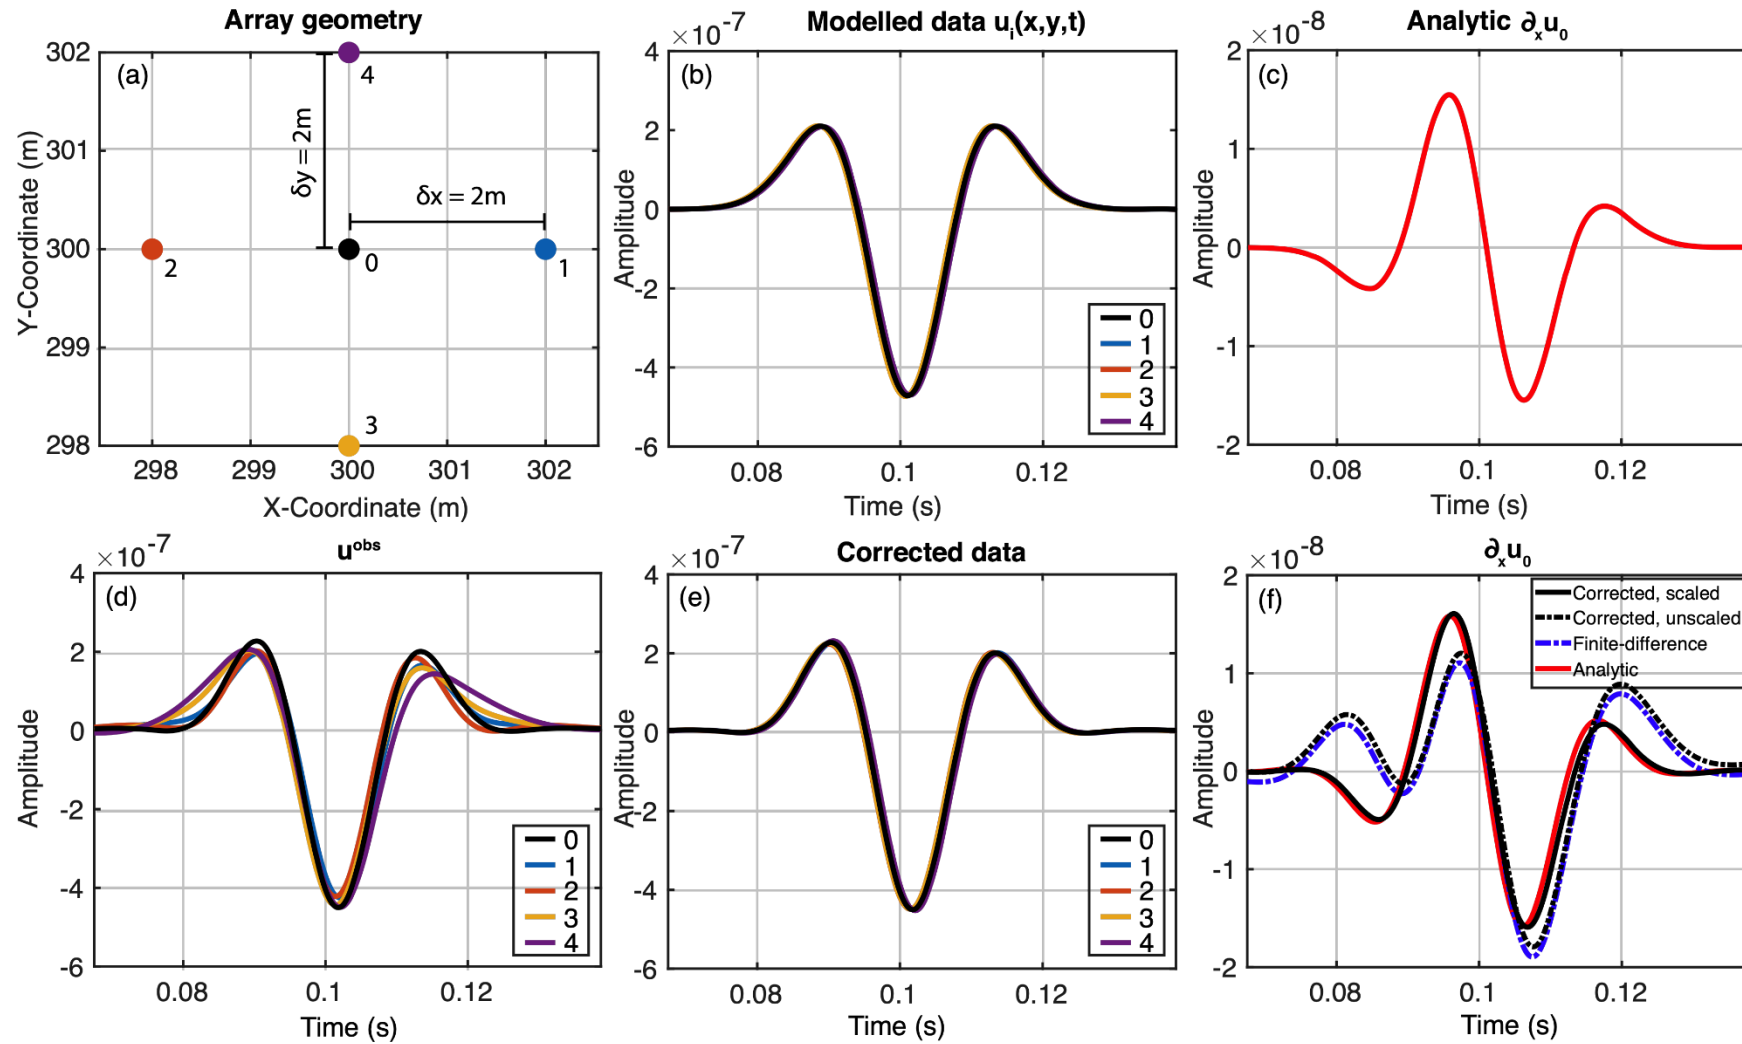 Array geometry
(a)
302
301
300
299
298
Y-Coordinate (m)
4
δy = 2m
δx = 2m
2
0
1
3
298
299
300
301
302
X-Coordinate (m)
Modelled data uᵢ(x,y,t)
×10⁻⁷
(b)
4
2
0
-2
-4
-6
Amplitude
0
1
2
3
4
0.08
0.1
0.12
Time (s)
Analytic ∂ₓu₀
×10⁻⁸
(c)
2
1
0
-1
-2
Amplitude
0.08
0.1
0.12
Time (s)
uᵒᵇˢ
×10⁻⁷
(d)
4
2
0
-2
-4
-6
Amplitude
0
1
2
3
4
0.08
0.1
0.12
Time (s)
Corrected data
×10⁻⁷
(e)
4
2
0
-2
-4
-6
Amplitude
0
1
2
3
4
0.08
0.1
0.12
Time (s)
∂ₓu₀
×10⁻⁸
(f)
2
1
0
-1
-2
Amplitude
Corrected, scaled
Corrected, unscaled
Finite-difference
Analytic
0.08
0.1
0.12
Time (s)